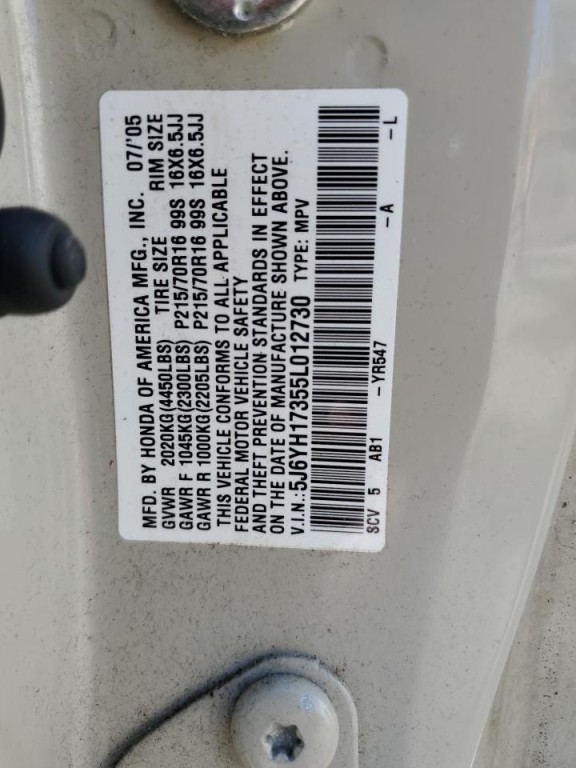 MFD. BY HONDA OF AMERICA MFG., INC. 07/'05
GVWR 2020KG(4450LBS) TIRE SIZE RIM SIZE
GAWR F 1045KG(2300LBS) P215/70R16 99S 16X6.5JJ
GAWR R 1000KG(2205LBS) P215/70R16 99S 16X6.5JJ
THIS VEHICLE CONFORMS TO ALL APPLICABLE
FEDERAL MOTOR VEHICLE SAFETY
AND THEFT PREVENTION STANDARDS IN EFFECT
ON THE DATE OF MANUFACTURE SHOWN ABOVE.
V.I.N.: 5J6YH17355L012730 TYPE: MPV
SCV 5 AB1 -YR547 -A -L